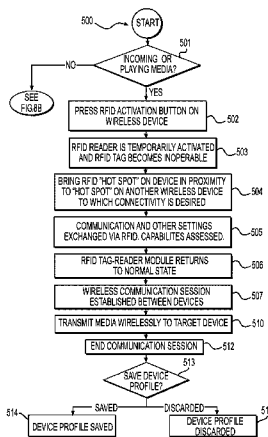 500
START
501
INCOMING OR
PLAYING MEDIA?
NO
SEE
FIG.6B
YES
PRESS RFID ACTIVATION BUTTON ON
WIRELESS DEVICE
502
RFID READER IS TEMPORARILY ACTIVATED
AND RFID TAG BECOMES INOPERABLE
503
BRING RFID "HOT SPOT" ON DEVICE IN PROXIMITY
TO "HOT SPOT" ON ANOTHER WIRELESS DEVICE
TO WHICH CONNECTIVITY IS DESIRED
504
COMMUNICATION AND OTHER SETTINGS
EXCHANGED VIA RFID. CAPABILITES ASSESSED.
505
RFID TAG-READER MODULE RETURNS
TO NORMAL STATE
506
WIRELESS COMMUNICATION SESSION
ESTABLISHED BETWEEN DEVICES
507
TRANSMIT MEDIA WIRELESSLY TO TARGET DEVICE
510
END COMMUNICATION SESSION
512
513
SAVE DEVICE
PROFILE?
SAVED
DISCARDED
514
DEVICE PROFILE SAVED
DEVICE PROFILE
DISCARDED